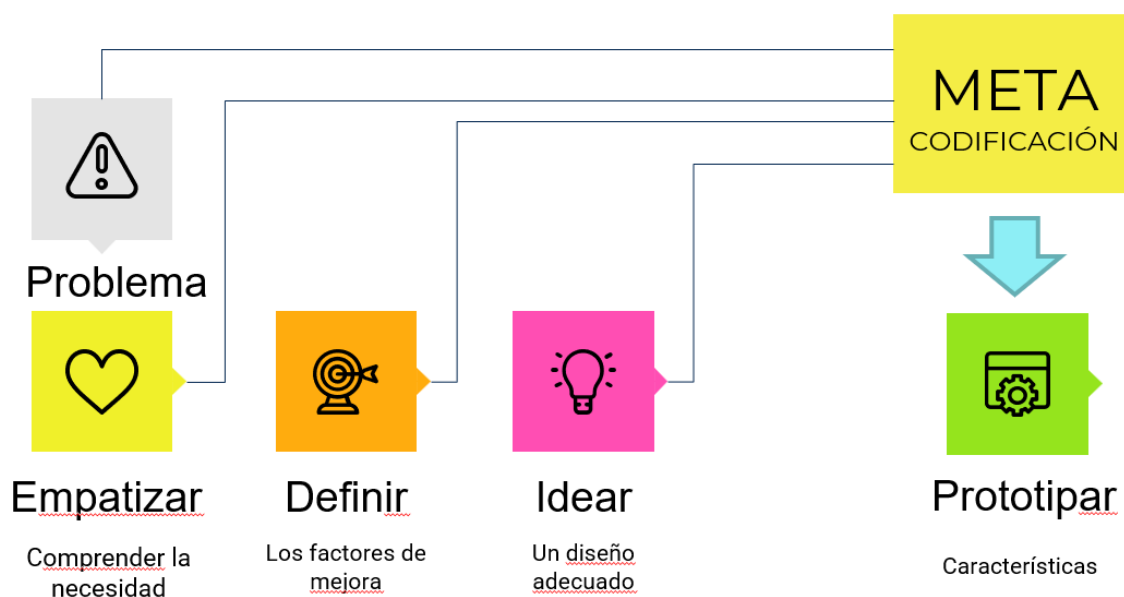 META
CODIFICACIÓN
Problema
Empatizar
Comprender la
necesidad
Definir
Los factores de
mejora
Idear
Un diseño
adecuado
Prototipar
Características